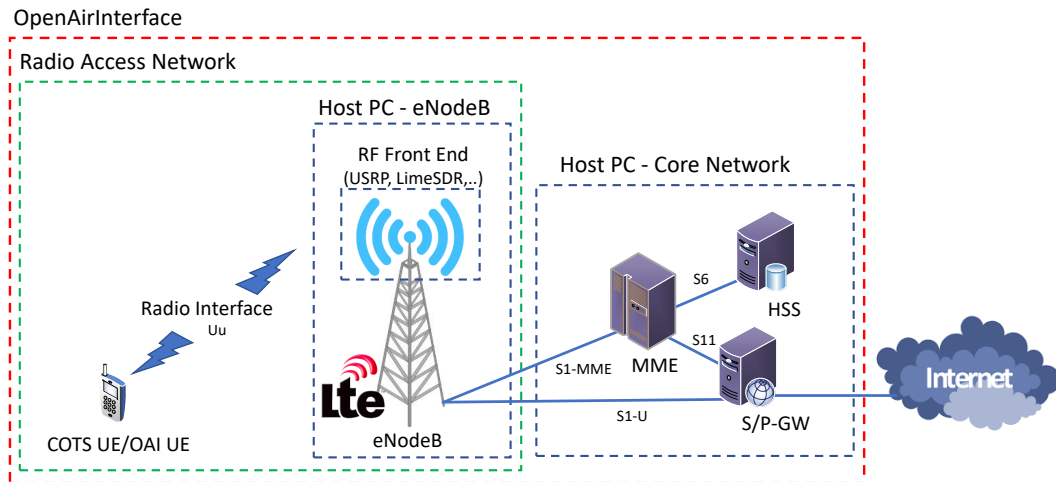 OpenAirInterface
Radio Access Network
Host PC - eNodeB
RF Front End
(USRP, LimeSDR,..)
Host PC - Core Network
Radio Interface
Uu
COTS UE/OAI UE
Lte
eNodeB
S1-MME
S1-U
MME
S6
HSS
S11
S/P-GW
Internet